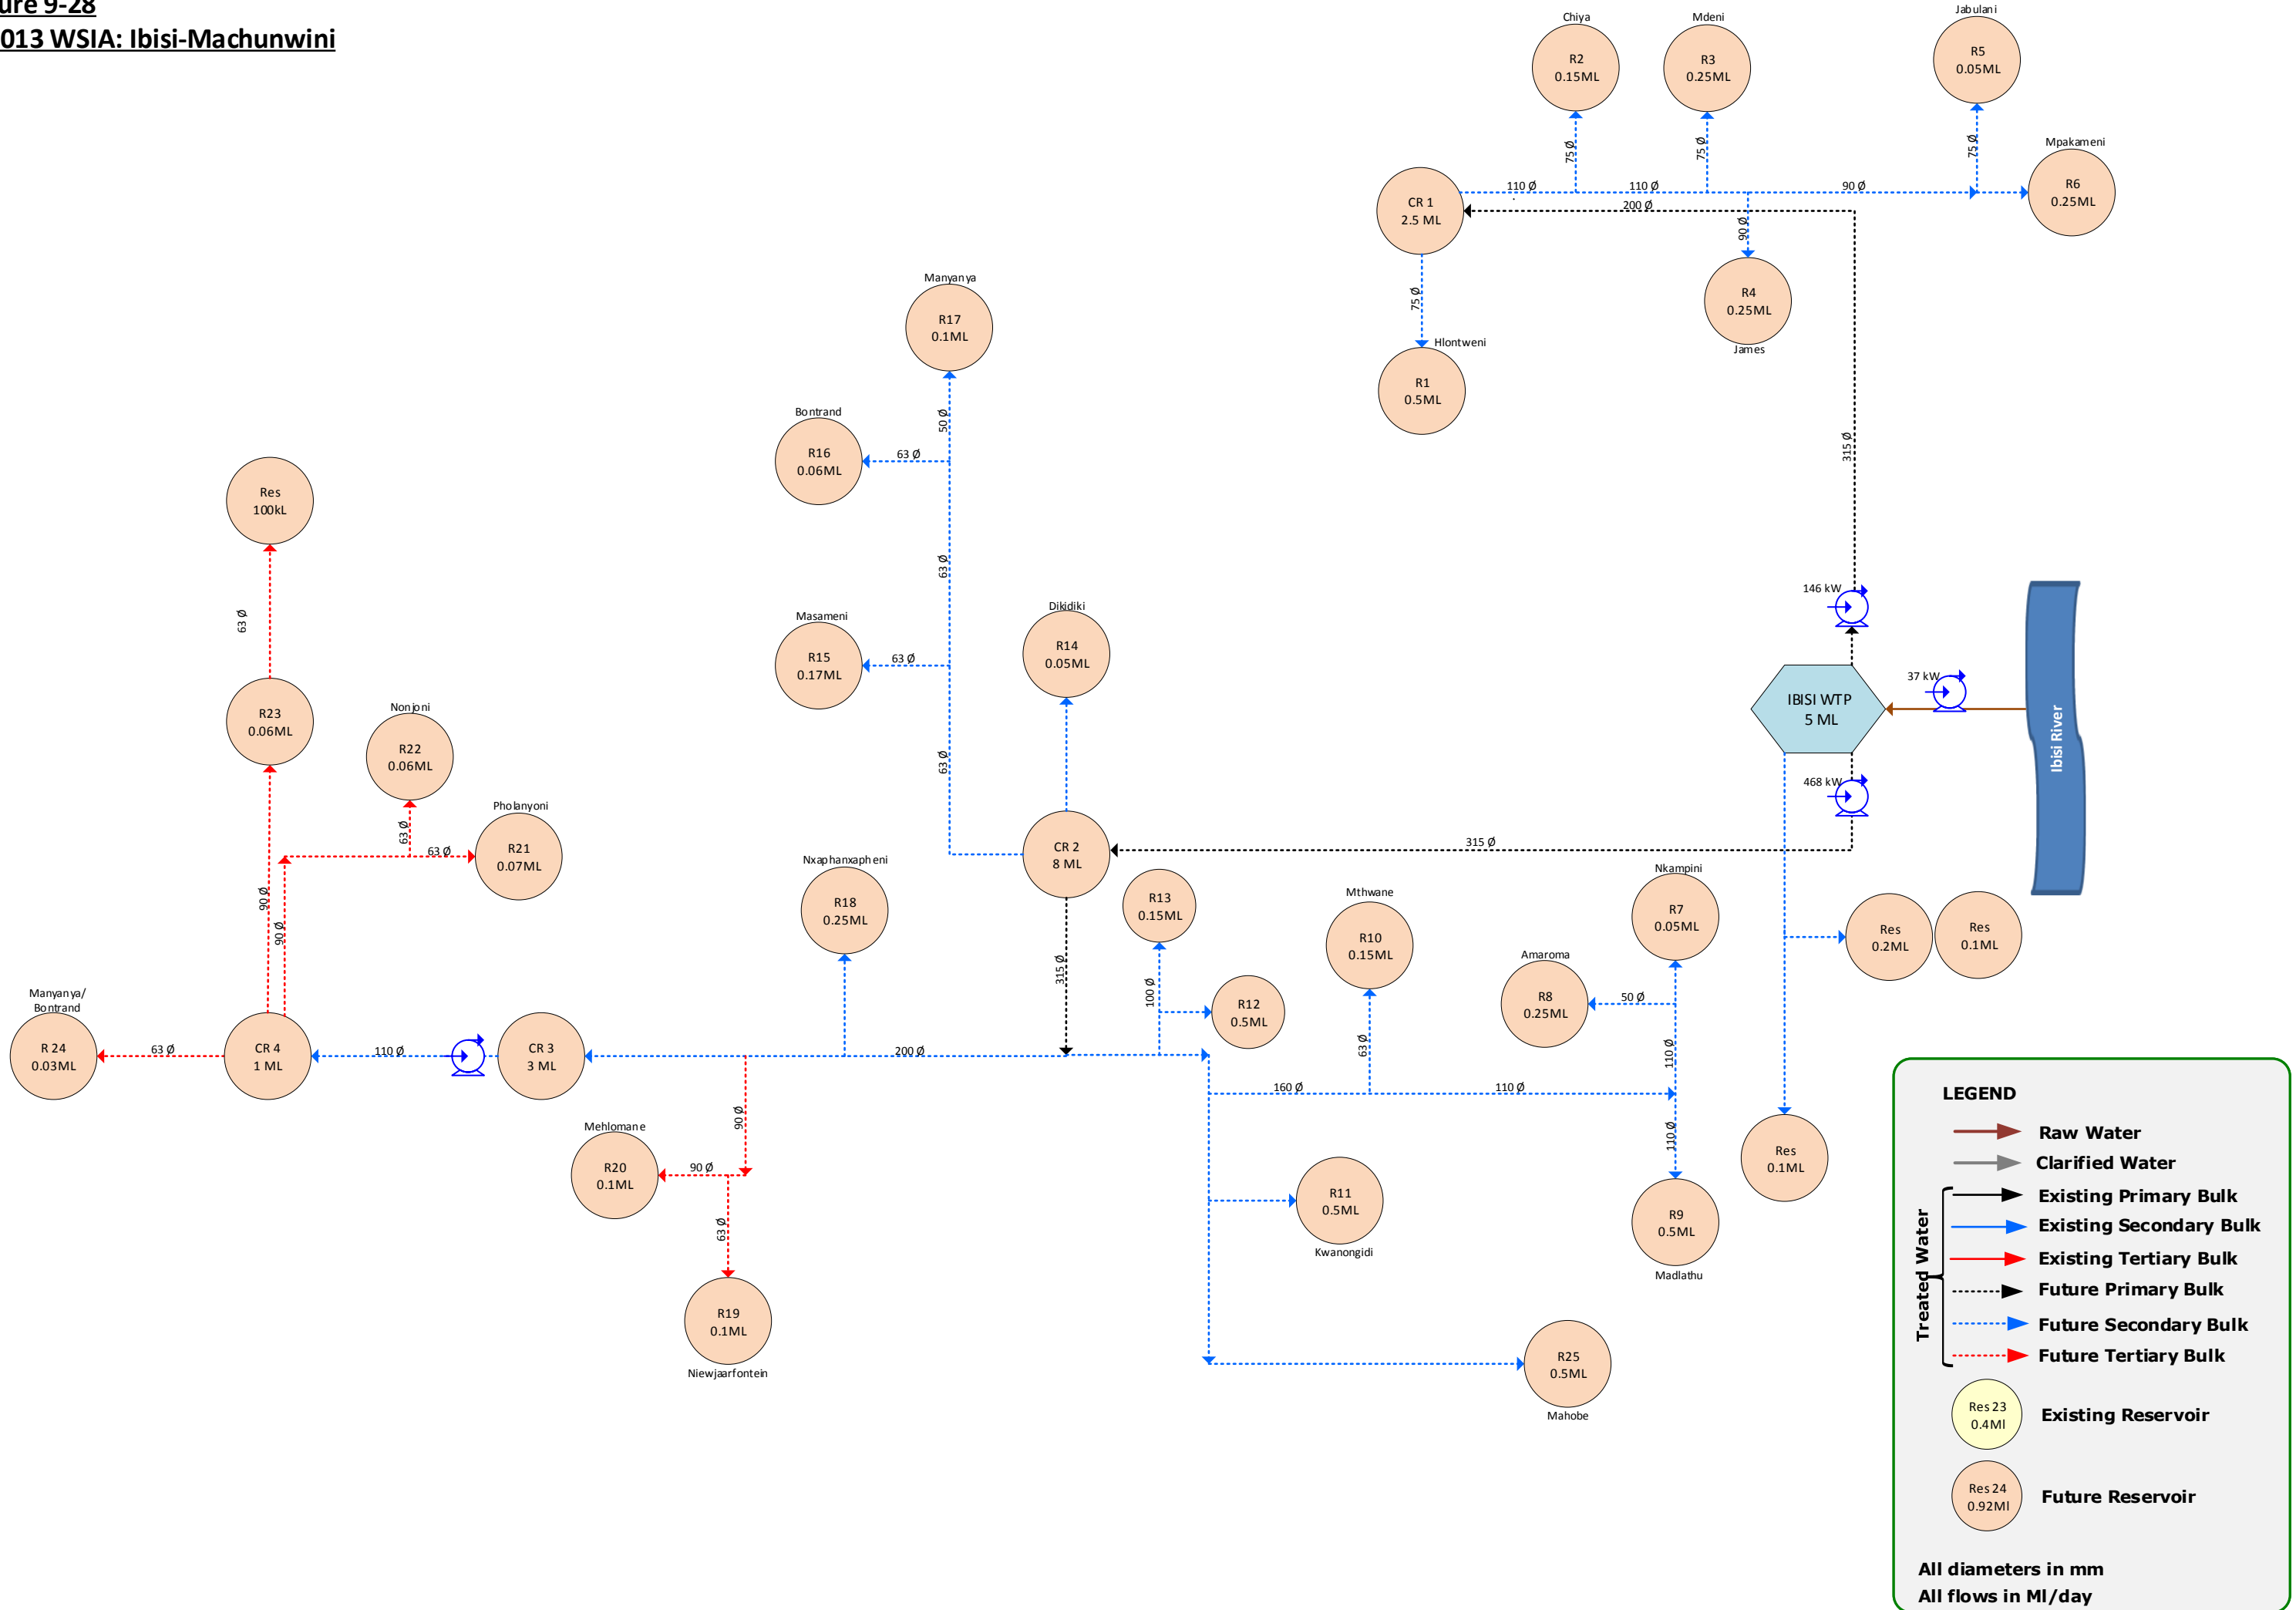 ure 9-28
013 WSIA: Ibisi-Machunwini
Chiya
R2
0.15ML
Mdeni
R3
0.25ML
Jabulani
R5
0.05ML
Mpakameni
R6
0.25ML
75 Ø
75 Ø
75 Ø
CR 1
2.5 ML
110 Ø
110 Ø
90 Ø
200 Ø
90 Ø
R4
0.25ML
James
75 Ø
Hlontweni
R1
0.5ML
315 Ø
Manyanya
R17
0.1ML
50 Ø
Bontrand
R16
0.06ML
63 Ø
63 Ø
Masameni
R15
0.17ML
63 Ø
63 Ø
Dikidiki
R14
0.05ML
CR 2
8 ML
315 Ø
146 kW
37 kW
IBISI WTP
5 ML
468 kW
Ibisi River
Res
100kL
63 Ø
R23
0.06ML
Nonjoni
R22
0.06ML
Pholanyoni
R21
0.07ML
63 Ø
63 Ø
90 Ø
90 Ø
Manyanya/
Bontrand
R 24
0.03ML
63 Ø
CR 4
1 ML
110 Ø
CR 3
3 ML
Nxaphanxapheni
R18
0.25ML
200 Ø
315 Ø
R13
0.15ML
100 Ø
R12
0.5ML
Mthwane
R10
0.15ML
63 Ø
Nkampini
R7
0.05ML
Amaroma
R8
0.25ML
50 Ø
110 Ø
160 Ø
110 Ø
110 Ø
Res
0.2ML
Res
0.1ML
Res
0.1ML
90 Ø
Mehlomane
R20
0.1ML
90 Ø
63 Ø
R19
0.1ML
Niewjaarfontein
R11
0.5ML
Kwanongidi
R9
0.5ML
Madlathu
R25
0.5ML
Mahobe
LEGEND
Raw Water
Clarified Water
Treated Water
Existing Primary Bulk
Existing Secondary Bulk
Existing Tertiary Bulk
Future Primary Bulk
Future Secondary Bulk
Future Tertiary Bulk
Res 23
0.4Ml
Existing Reservoir
Res 24
0.92Ml
Future Reservoir
All diameters in mm
All flows in Ml/day